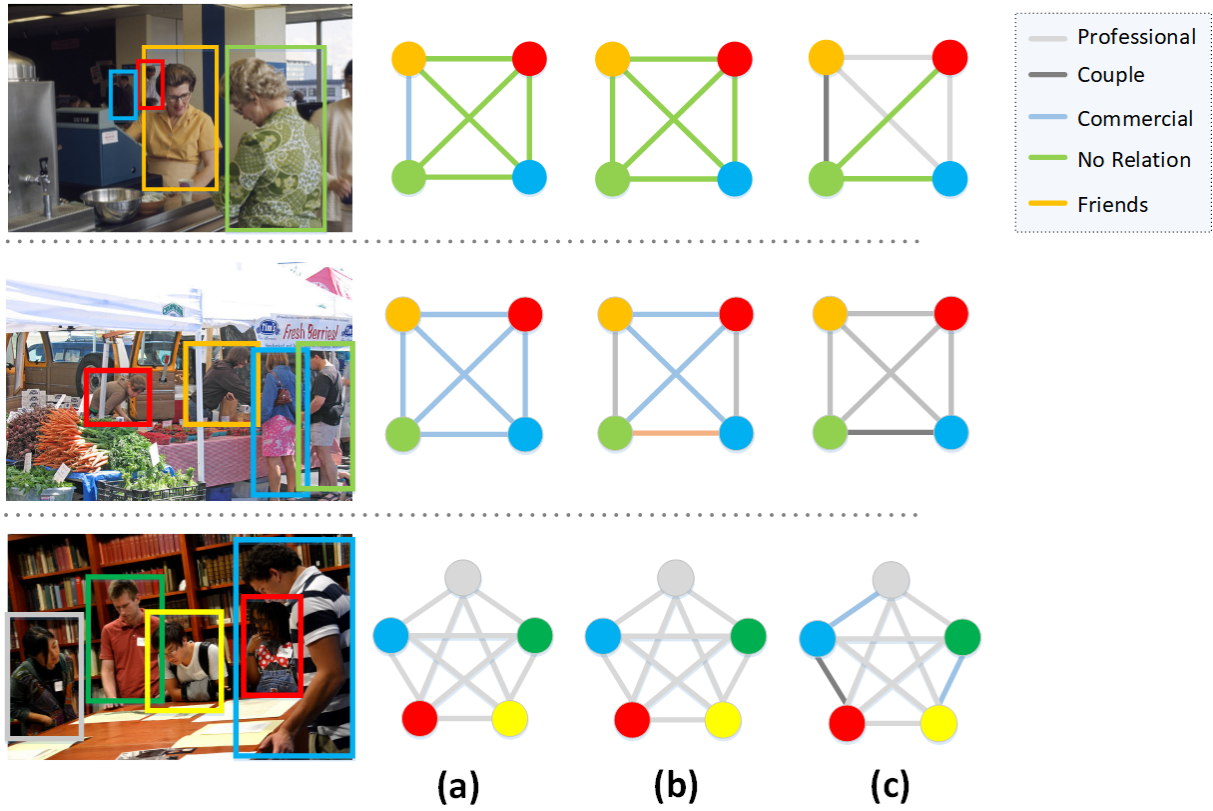 Professional
Couple
Commercial
No Relation
Friends
Fresh Berries!
(a)
(b)
(c)